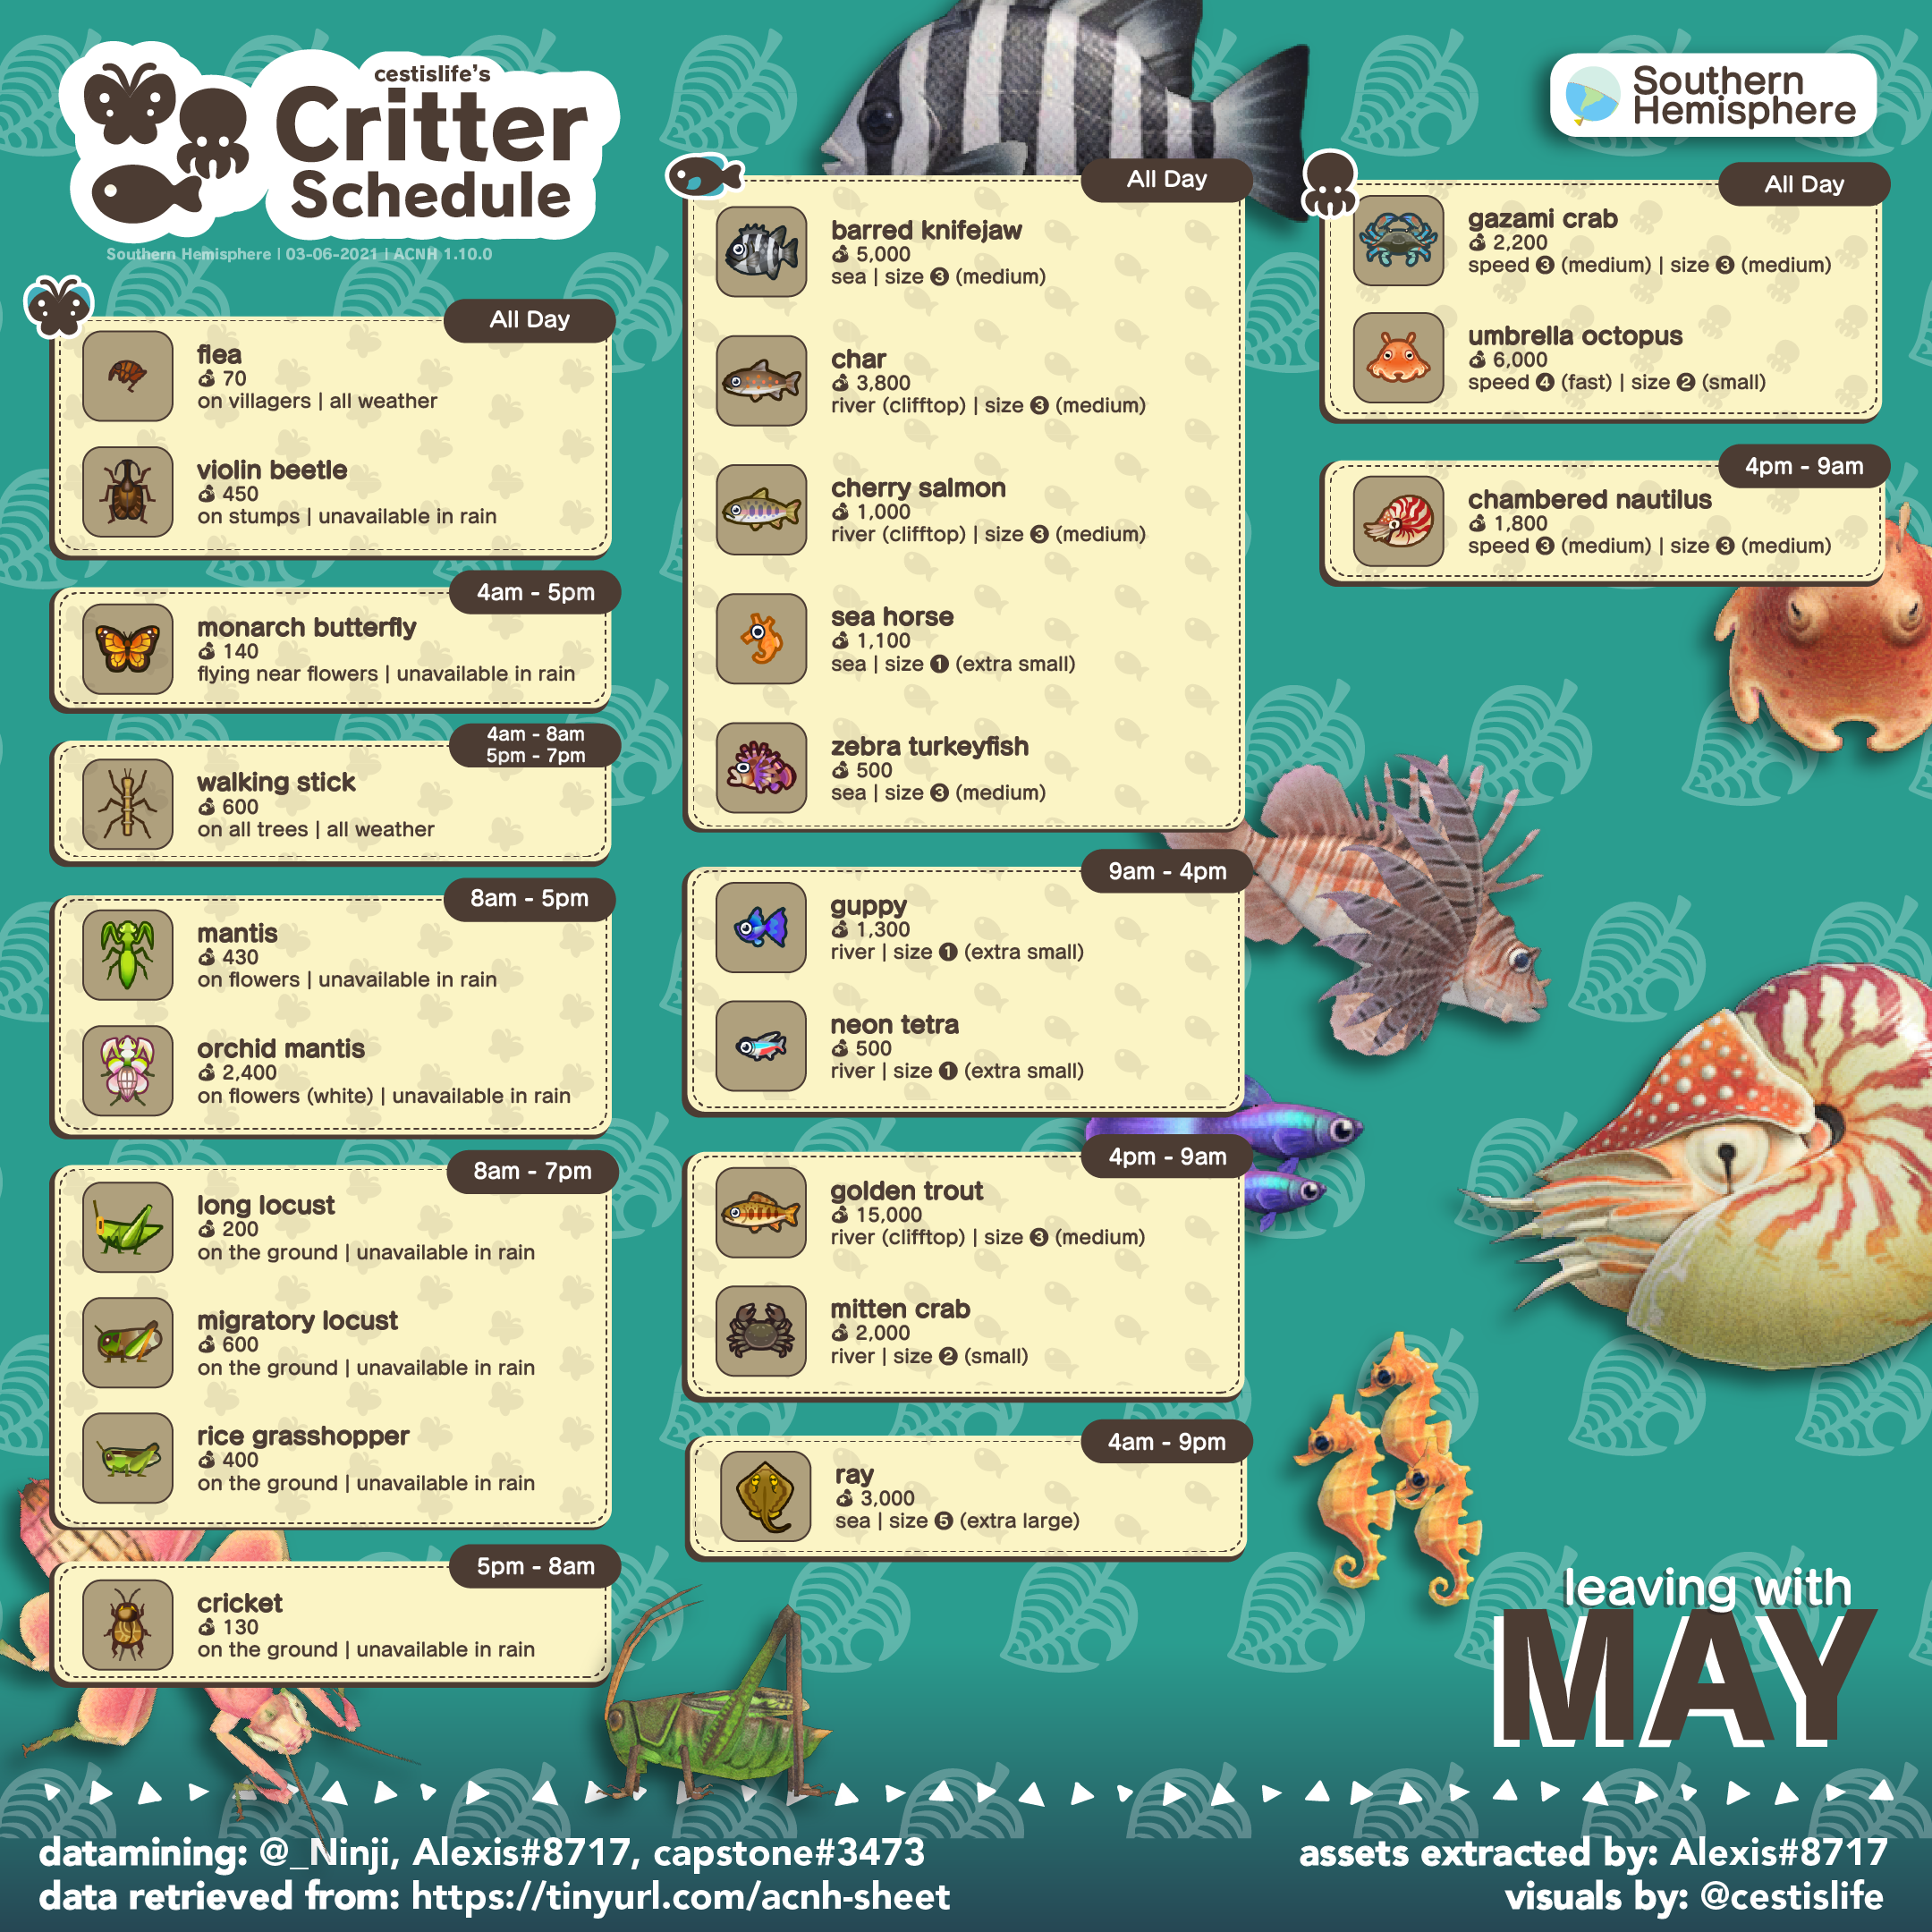 cestislife's
Critter
Schedule
Southern Hemisphere | 03-06-2021 | ACNH 1.10.0
Southern
Hemisphere
All Day
flea
70
on villagers | all weather
violin beetle
450
on stumps | unavailable in rain
4am - 5pm
monarch butterfly
140
flying near flowers | unavailable in rain
4am - 8am
5pm - 7pm
walking stick
600
on all trees | all weather
8am - 5pm
mantis
430
on flowers | unavailable in rain
orchid mantis
2,400
on flowers (white) | unavailable in rain
8am - 7pm
long locust
200
on the ground | unavailable in rain
migratory locust
600
on the ground | unavailable in rain
rice grasshopper
400
on the ground | unavailable in rain
5pm - 8am
cricket
130
on the ground | unavailable in rain
All Day
barred knifejaw
5,000
sea | size 3 (medium)
char
3,800
river (clifftop) | size 3 (medium)
cherry salmon
1,000
river (clifftop) | size 3 (medium)
sea horse
1,100
sea | size 1 (extra small)
zebra turkeyfish
500
sea | size 3 (medium)
9am - 4pm
guppy
1,300
river | size 1 (extra small)
neon tetra
500
river | size 1 (extra small)
4pm - 9am
golden trout
15,000
river (clifftop) | size 3 (medium)
mitten crab
2,000
river | size 2 (small)
4am - 9pm
ray
3,000
sea | size 5 (extra large)
All Day
gazami crab
2,200
speed 3 (medium) | size 3 (medium)
umbrella octopus
6,000
speed 4 (fast) | size 2 (small)
4pm - 9am
chambered nautilus
1,800
speed 3 (medium) | size 3 (medium)
leaving with
MAY
datamining: @_Ninji, Alexis#8717, capstone#3473
data retrieved from: https://tinyurl.com/acnh-sheet
assets extracted by: Alexis#8717
visuals by: @cestislife